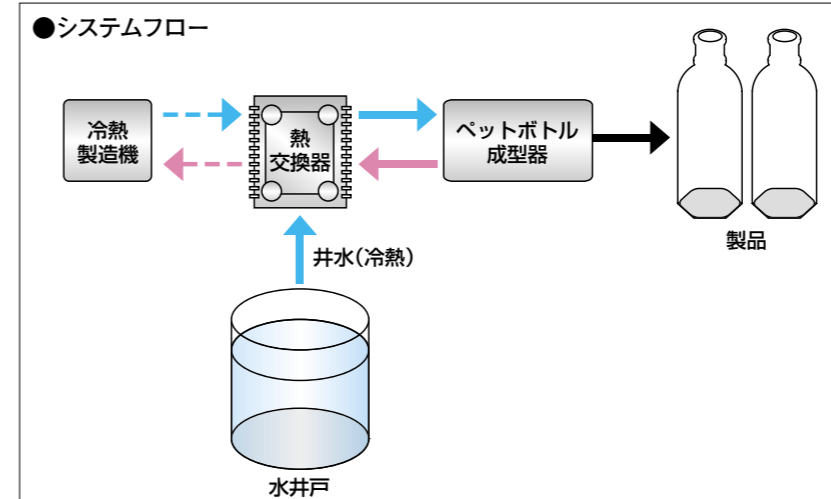 ●システムフロー
冷熱
製造機
熱
交換器
ペットボトル
成型器
製品
井水(冷熱)
水井戸